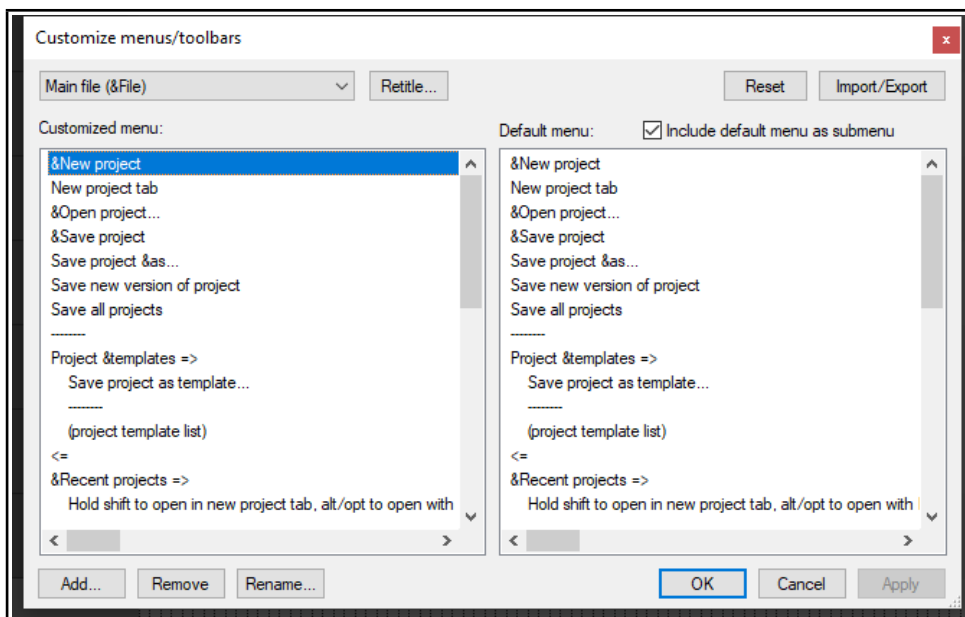 Customize menus/toolbars
x
Main file (&File)
Retitle...
Reset
Import/Export
Customized menu:
&New project
New project tab
&Open project...
&Save project
Save project &as...
Save new version of project
Save all projects
--------
Project &templates =>
Save project as template...
--------
(project template list)
<=
&Recent projects =>
Hold shift to open in new project tab, alt/opt to open with
Default menu:
Include default menu as submenu
&New project
New project tab
&Open project...
&Save project
Save project &as...
Save new version of project
Save all projects
--------
Project &templates =>
Save project as template...
--------
(project template list)
<=
&Recent projects =>
Hold shift to open in new project tab, alt/opt to open with
Add...
Remove
Rename...
OK
Cancel
Apply